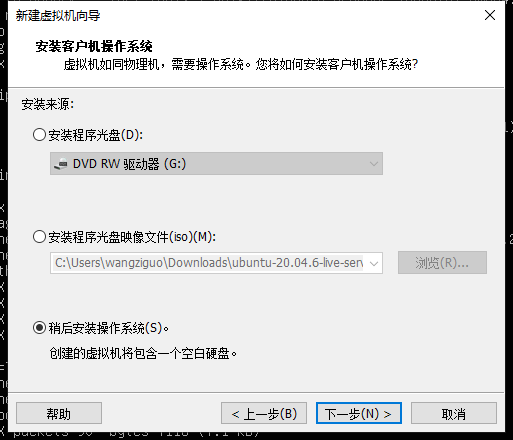 新建虚拟机向导
安装客户机操作系统
虚拟机如同物理机，需要操作系统。您将如何安装客户机操作系统?
安装来源:
安装程序光盘(D):
DVD RW 驱动器 (G:)
安装程序光盘映像文件(iso)(M):
C:\Users\wangziguo\Downloads\ubuntu-20.04.6-live-serv
浏览(R)...
稍后安装操作系统(S)。
创建的虚拟机将包含一个空白硬盘。
帮助
< 上一步(B)
下一步(N) >
取消